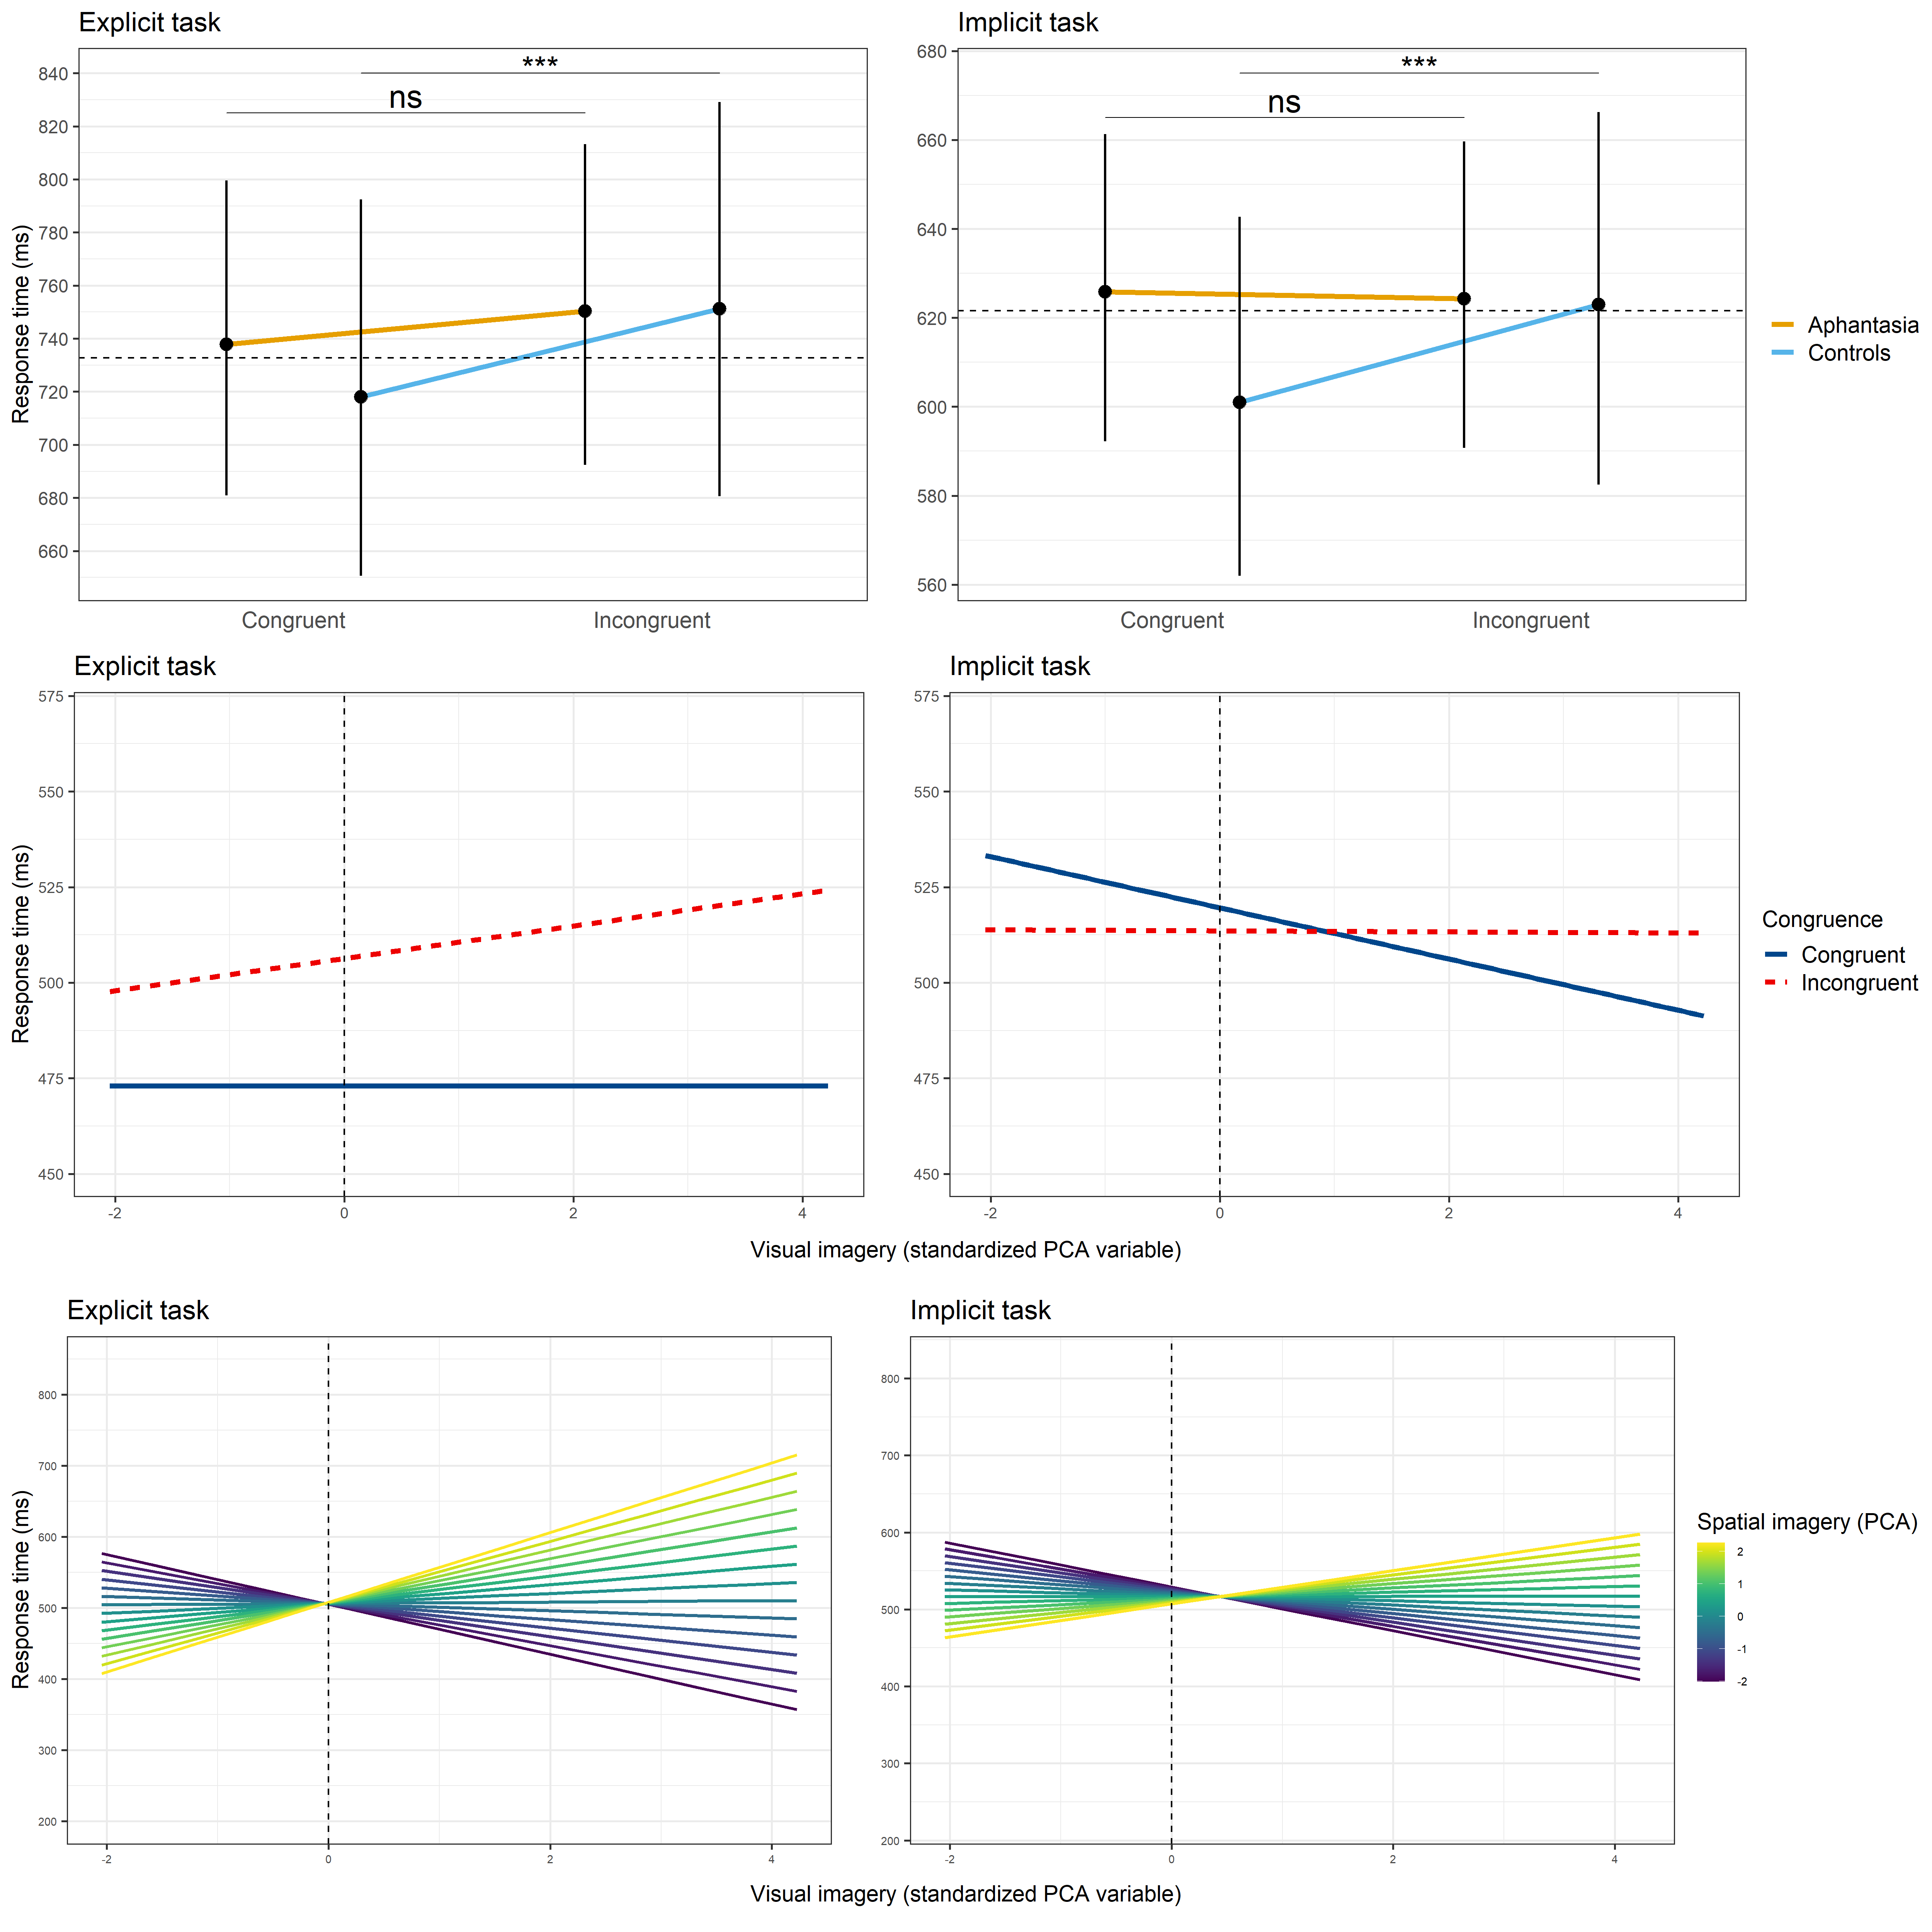 Explicit task
Implicit task
840
820
800
780
760
740
720
700
680
660
Response time (ms)
ns
***
Congruent
Incongruent
680
660
640
620
600
580
560
ns
***
Congruent
Incongruent
Aphantasia
Controls
Explicit task
Implicit task
575
550
525
500
475
450
Response time (ms)
-2 0 2 4
575
550
525
500
475
450
-2 0 2 4
Congruence
Congruent
Incongruent
Visual imagery (standardized PCA variable)
Explicit task
Implicit task
800
700
600
500
400
300
200
Response time (ms)
-2 0 2 4
800
700
600
500
400
300
200
-2 0 2 4
Spatial imagery (PCA)
2
1
0
-1
-2
Visual imagery (standardized PCA variable)